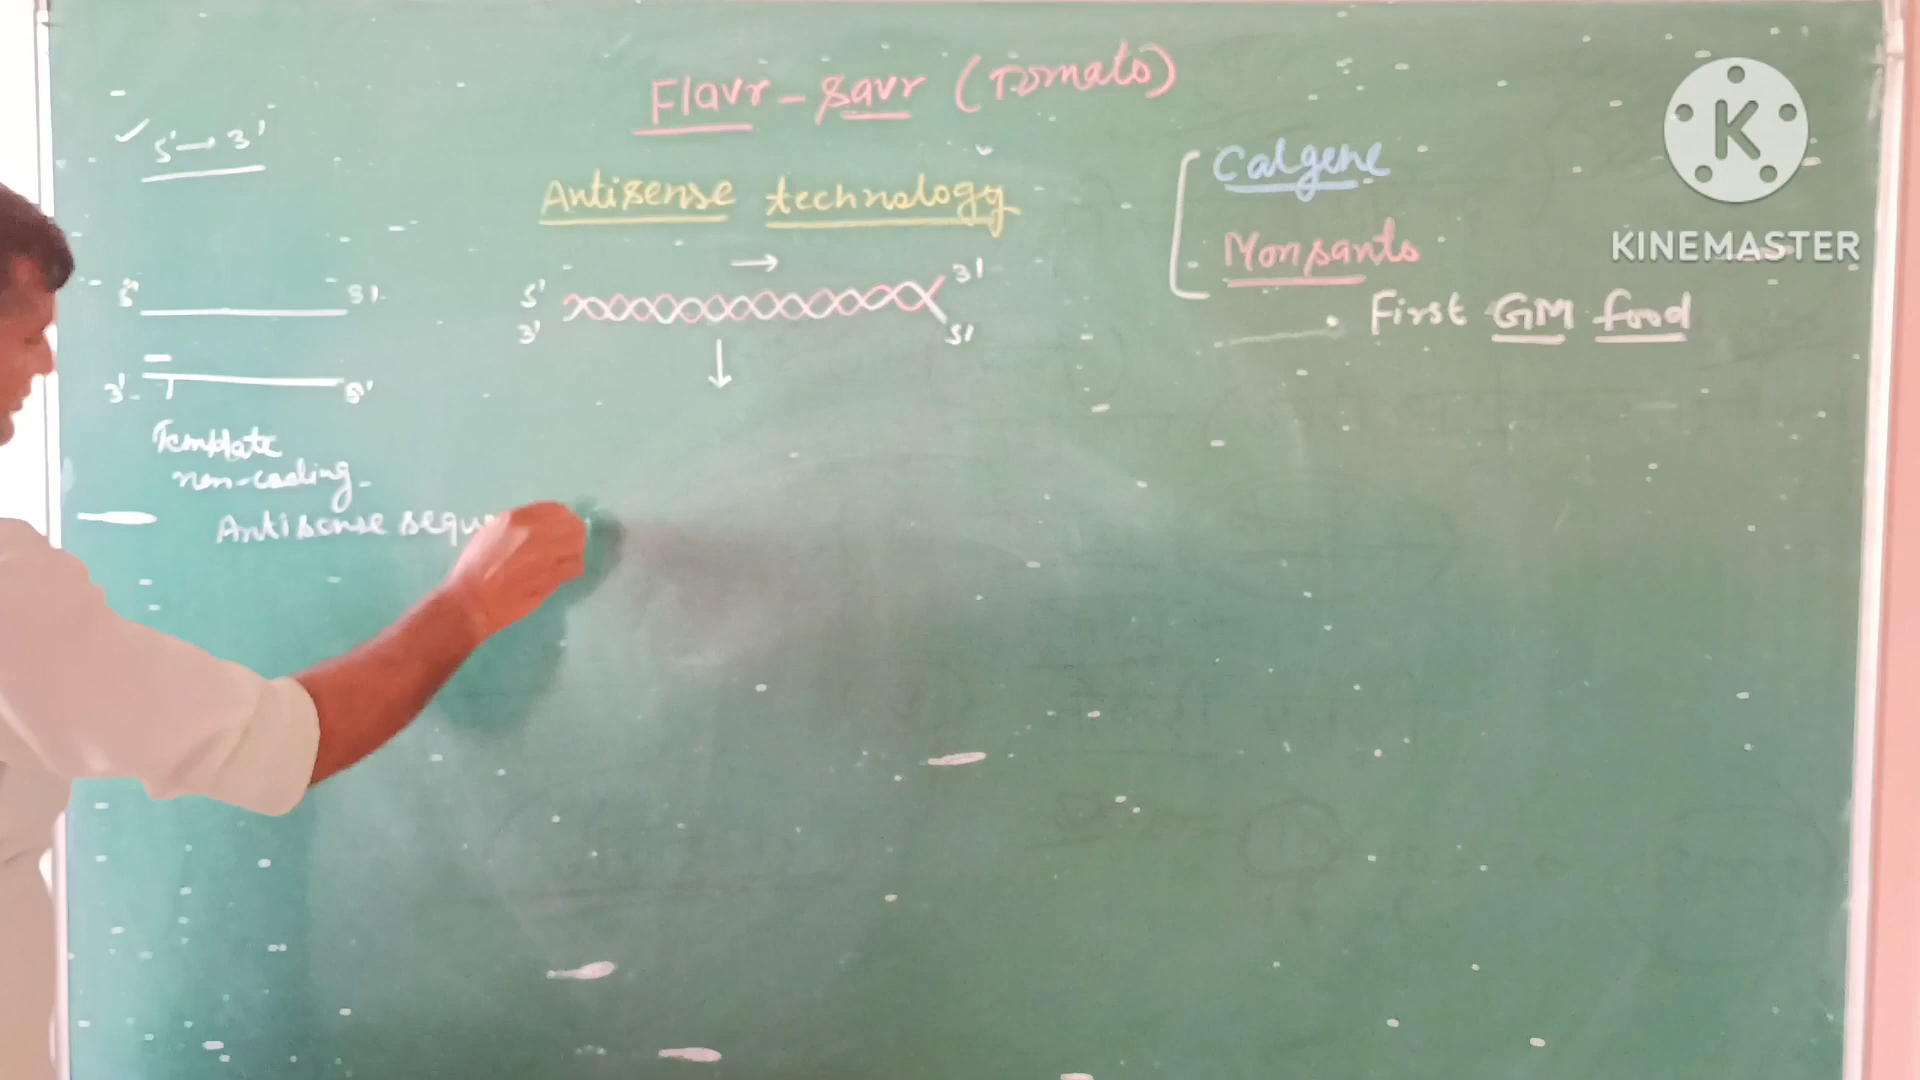 Flavr-Savr (Tomato)
5' → 3'
Antisense technology
Calgene
Monsanto
• First GM food
5' 3'
3' 5'
5' 3'
3' 5'
Template
non-coding
Antisense sequ
K
KINEMASTER